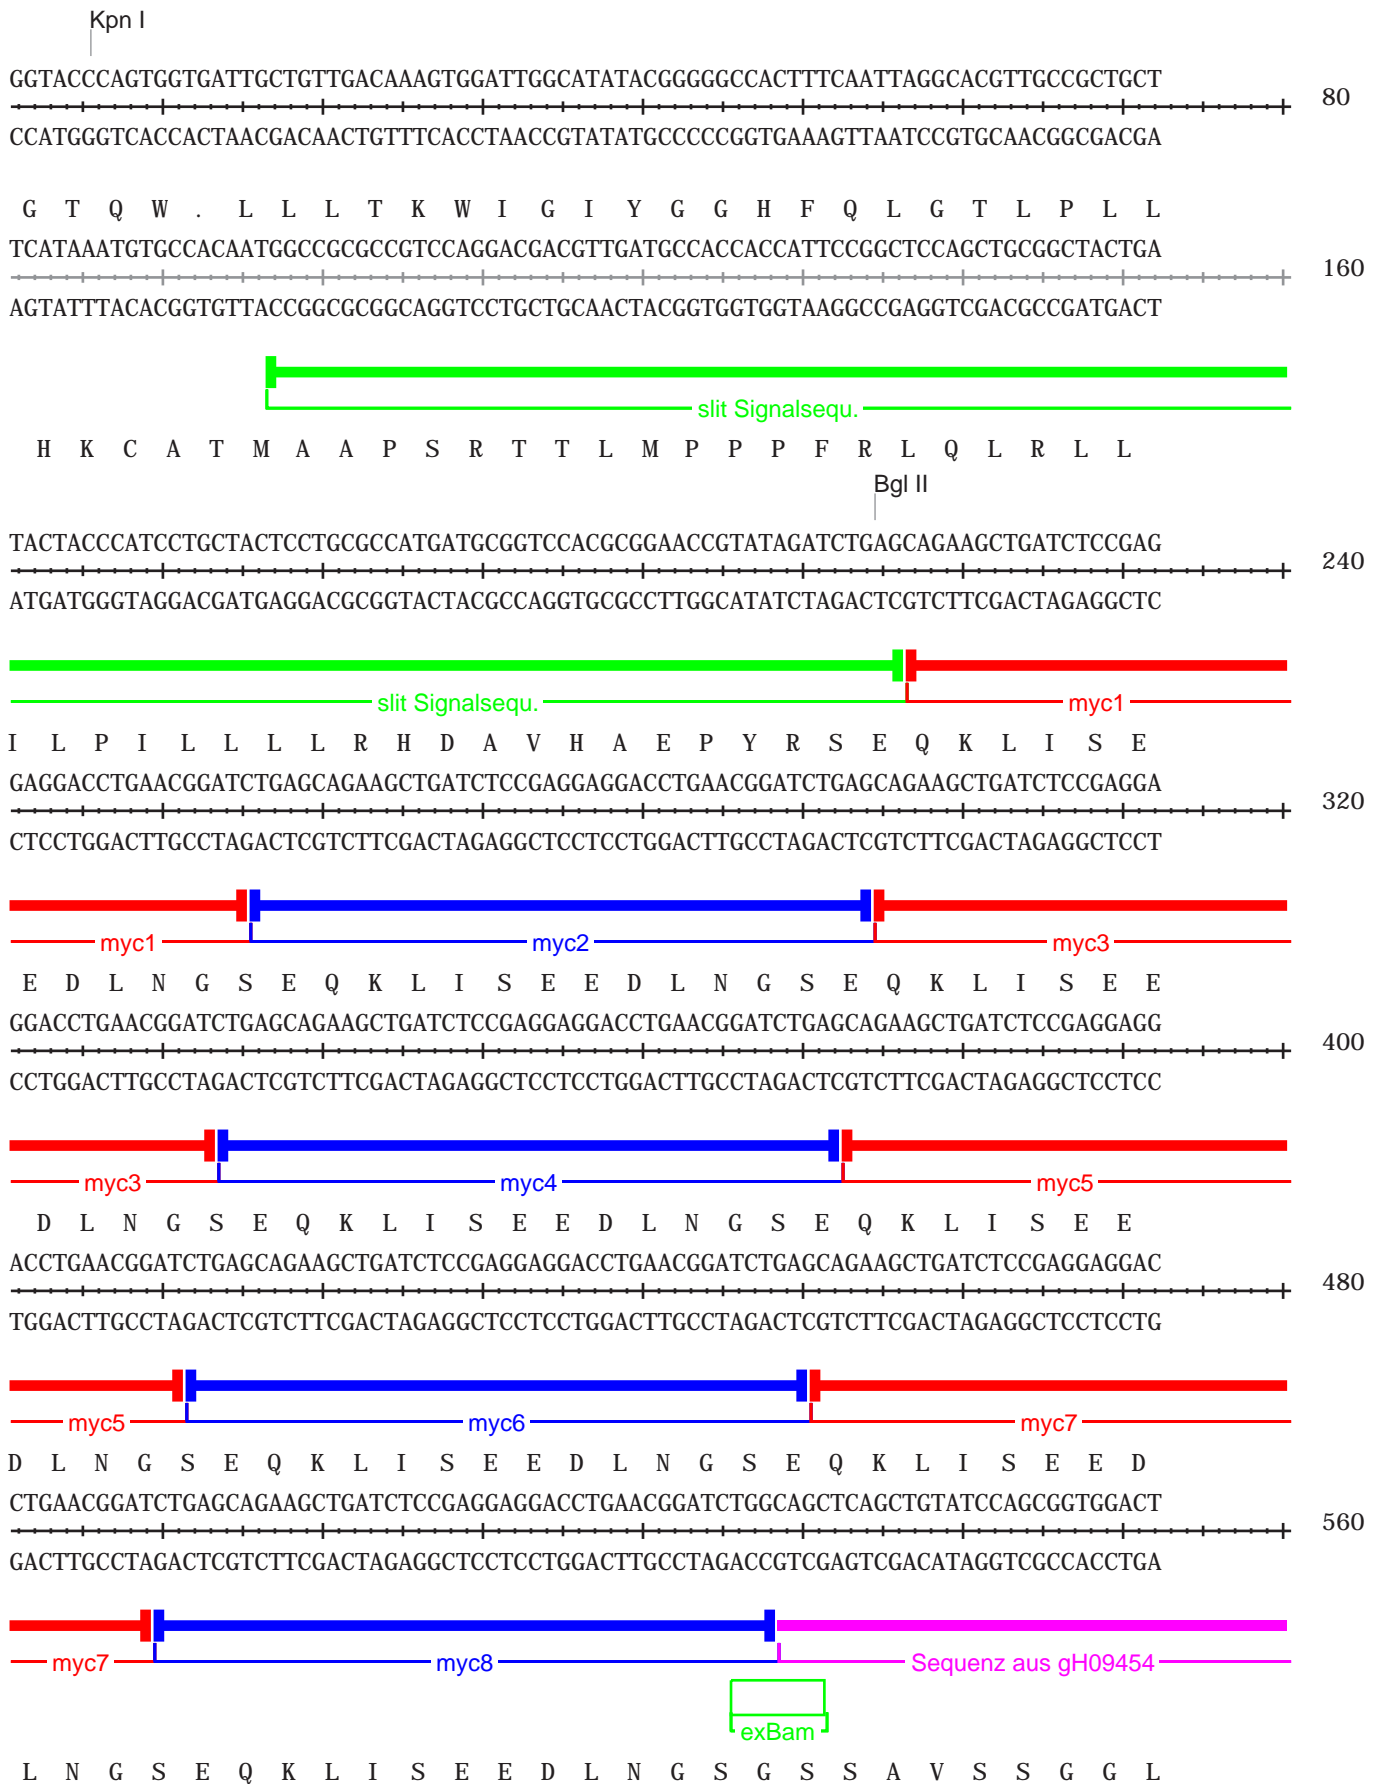 Kpn I
GGTACCCAGTGGTGATTGCTGTTGACAAAGTGGATTGGCATATACGGGGGCCACTTTCAATTAGGCACGTTGCCGCTGCT
80
CCATGGGTCACCACTAACGACAACTGTTTCACCTAACCGTATATGCCCCCGGTGAAAGTTAATCCGTGCAACGGCGACGA
G T Q W . L L L T K W I G I Y G G H F Q L G T L P L L
TCATAAATGTGCCACAATGGCCGCGCCGTCCAGGACGACGTTGATGCCACCACCATTCCGGCTCCAGCTGCGGCTACTGA
160
AGTATTTACACGGTGTTACCGGCGCGGCAGGTCCTGCTGCAACTACGGTGGTGGTAAGGCCGAGGTCGACGCCGATGACT
slit Signalsequ.
H K C A T M A A P S R T T L M P P P F R L Q L R L L
Bgl II
TACTACCCATCCTGCTACTCCTGCGCCATGATGCGGTCCACGCGGAACCGTATAGATCTGAGCAGAAGCTGATCTCCGAG
240
ATGATGGGTAGGACGATGAGGACGCGGTACTACGCCAGGTGCGCCTTGGCATATCTAGACTCGTCTTCGACTAGAGGCTC
slit Signalsequ. myc1
I L P I L L L L R H D A V H A E P Y R S E Q K L I S E
GAGGACCTGAACGGATCTGAGCAGAAGCTGATCTCCGAGGAGGACCTGAACGGATCTGAGCAGAAGCTGATCTCCGAGGA
320
CTCCTGGACTTGCCTAGACTCGTCTTCGACTAGAGGCTCCTCCTGGACTTGCCTAGACTCGTCTTCGACTAGAGGCTCCT
myc1 myc2 myc3
E D L N G S E Q K L I S E E D L N G S E Q K L I S E E
GGACCTGAACGGATCTGAGCAGAAGCTGATCTCCGAGGAGGACCTGAACGGATCTGAGCAGAAGCTGATCTCCGAGGAGG
400
CCTGGACTTGCCTAGACTCGTCTTCGACTAGAGGCTCCTCCTGGACTTGCCTAGACTCGTCTTCGACTAGAGGCTCCTCC
myc3 myc4 myc5
D L N G S E Q K L I S E E D L N G S E Q K L I S E E
ACCTGAACGGATCTGAGCAGAAGCTGATCTCCGAGGAGGACCTGAACGGATCTGAGCAGAAGCTGATCTCCGAGGAGGAC
480
TGGACTTGCCTAGACTCGTCTTCGACTAGAGGCTCCTCCTGGACTTGCCTAGACTCGTCTTCGACTAGAGGCTCCTCCTG
myc5 myc6 myc7
D L N G S E Q K L I S E E D L N G S E Q K L I S E E D
CTGAACGGATCTGAGCAGAAGCTGATCTCCGAGGAGGACCTGAACGGATCTGGCAGCTCAGCTGTATCCAGCGGTGGACT
560
GACTTGCCTAGACTCGTCTTCGACTAGAGGCTCCTCCTGGACTTGCCTAGACCGTCGAGTCGACATAGGTCGCCACCTGA
myc7 myc8 Sequenz aus gH09454
exBam
L N G S E Q K L I S E E D L N G S G S S A V S S G G L